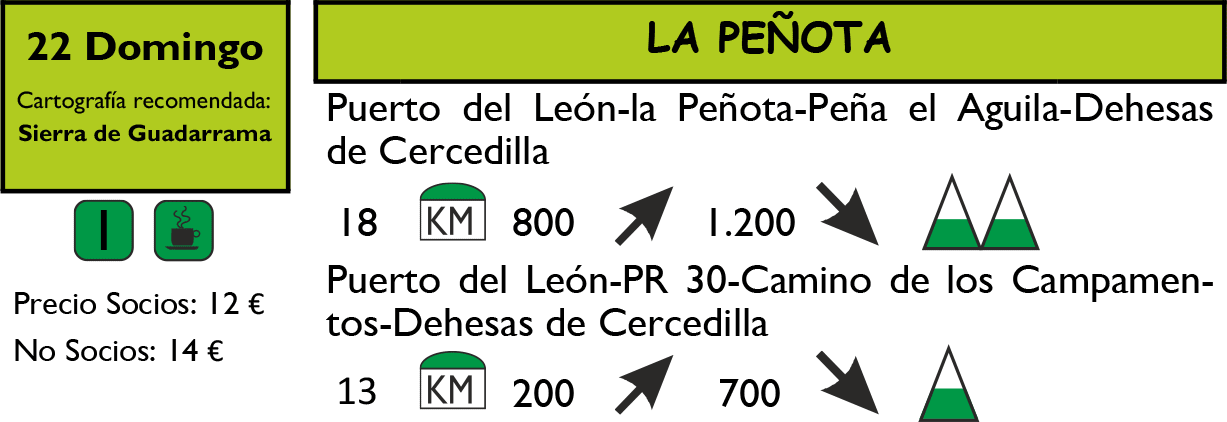 22 Domingo
Cartografía recomendada:
Sierra de Guadarrama
I
Precio Socios: 12 €
No Socios: 14 €
LA PEÑOTA
Puerto del León-la Peñota-Peña el Aguila-Dehesas
de Cercedilla
18 KM 800 1.200
Puerto del León-PR 30-Camino de los Campamen-
tos-Dehesas de Cercedilla
13 KM 200 700